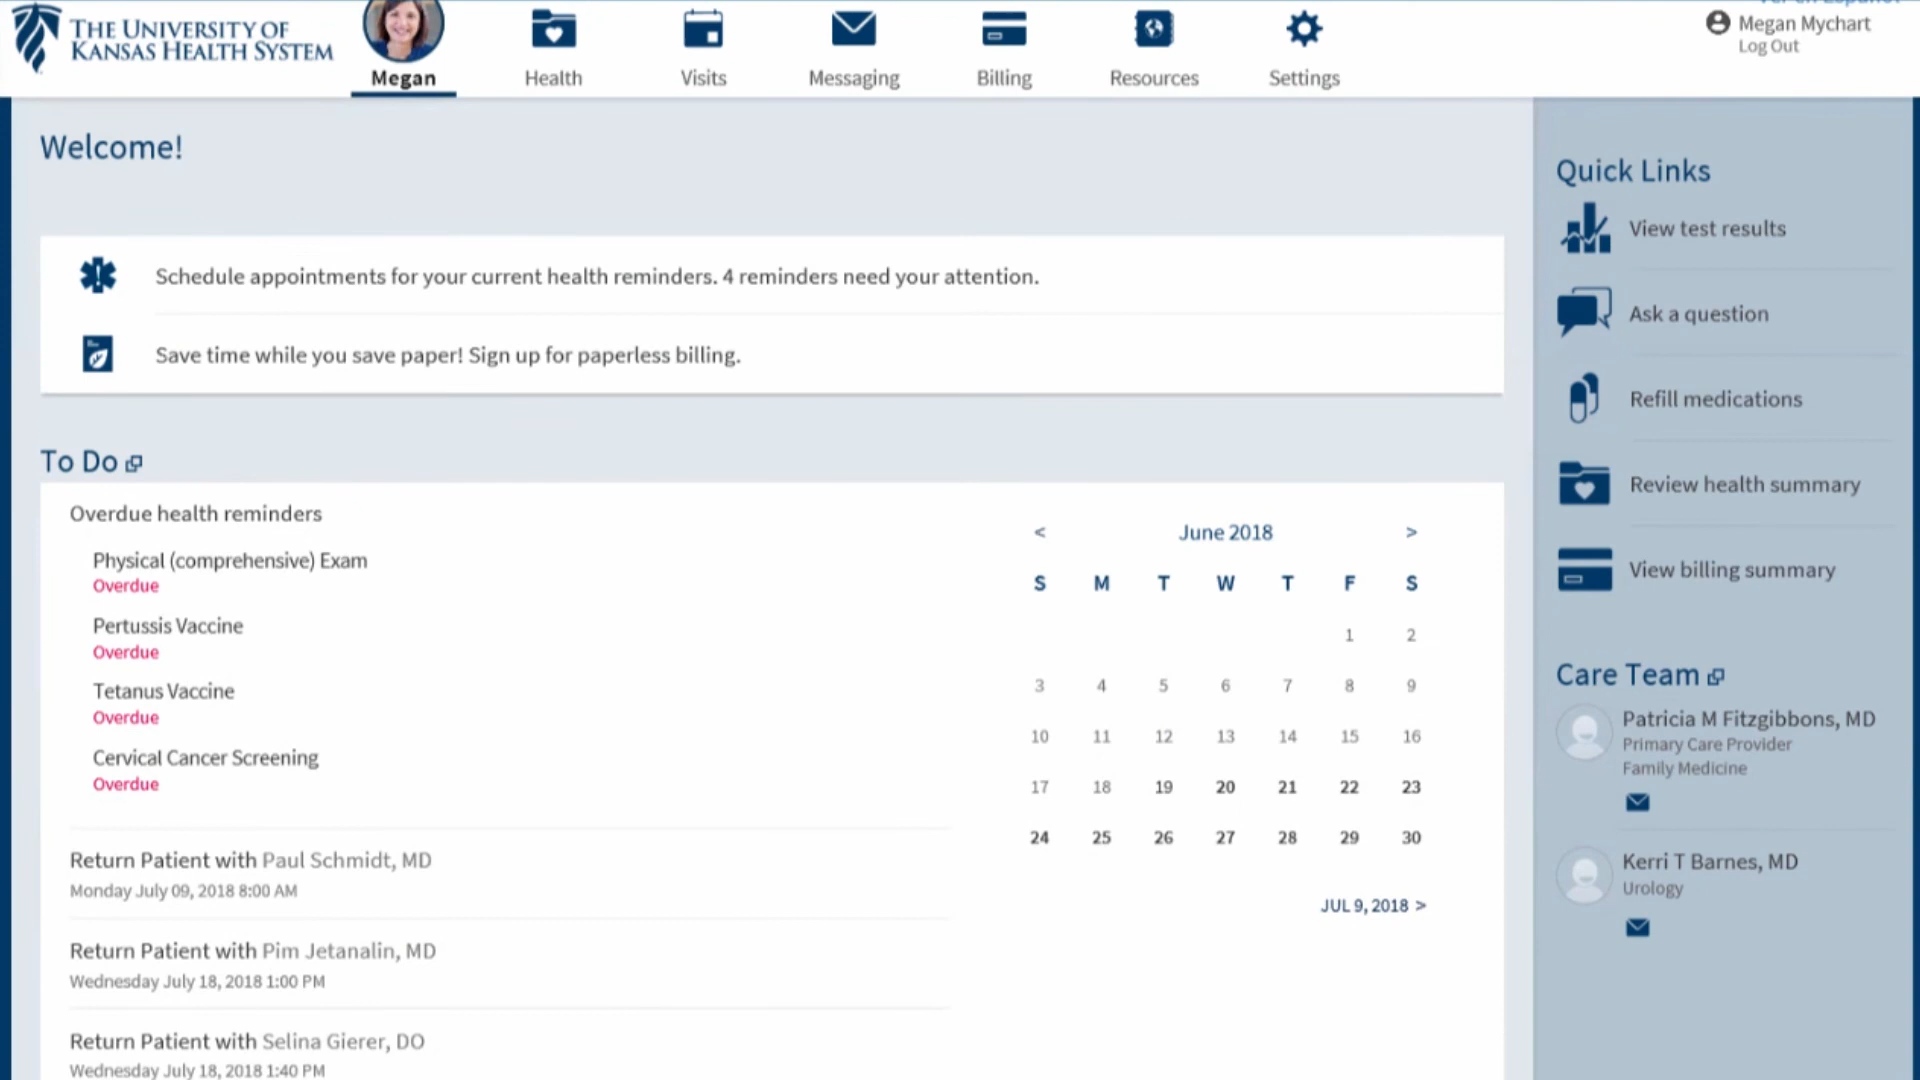 THE UNIVERSITY OF
KANSAS HEALTH SYSTEM
Megan
Health
Visits
Messaging
Billing
Resources
Settings
Megan Mychart
Log Out
Welcome!
Schedule appointments for your current health reminders. 4 reminders need your attention.
Save time while you save paper! Sign up for paperless billing.
To Do
Overdue health reminders
Physical (comprehensive) Exam
Overdue
Pertussis Vaccine
Overdue
Tetanus Vaccine
Overdue
Cervical Cancer Screening
Overdue
Return Patient with Paul Schmidt, MD
Monday July 09, 2018 8:00 AM
Return Patient with Pim Jetanalin, MD
Wednesday July 18, 2018 1:00 PM
Return Patient with Selina Gierer, DO
Wednesday July 18, 2018 1:40 PM
< June 2018 >
S M T W T F S
1 2
3 4 5 6 7 8 9
10 11 12 13 14 15 16
17 18 19 20 21 22 23
24 25 26 27 28 29 30
JUL 9, 2018 >
Quick Links
View test results
Ask a question
Refill medications
Review health summary
View billing summary
Care Team
Patricia M Fitzgibbons, MD
Primary Care Provider
Family Medicine
Kerri T Barnes, MD
Urology